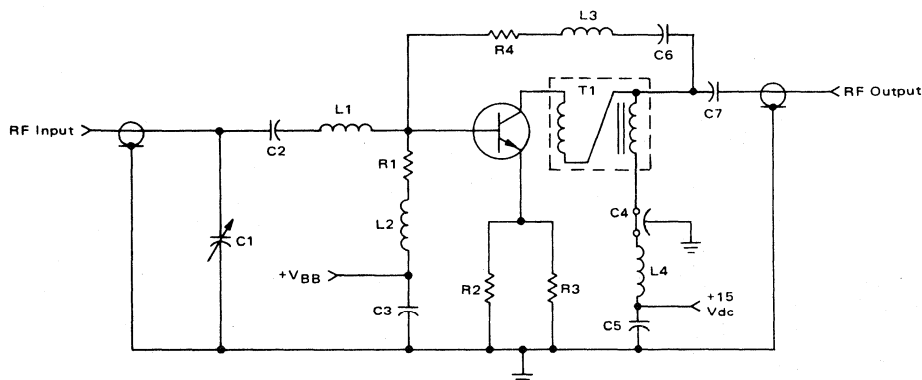 L3
R4
C6
T1
C7
RF Output
L1
RF Input
C2
R1
C4
L2
C1
+VBB
L4
R2
R3
C3
+15
Vdc
C5